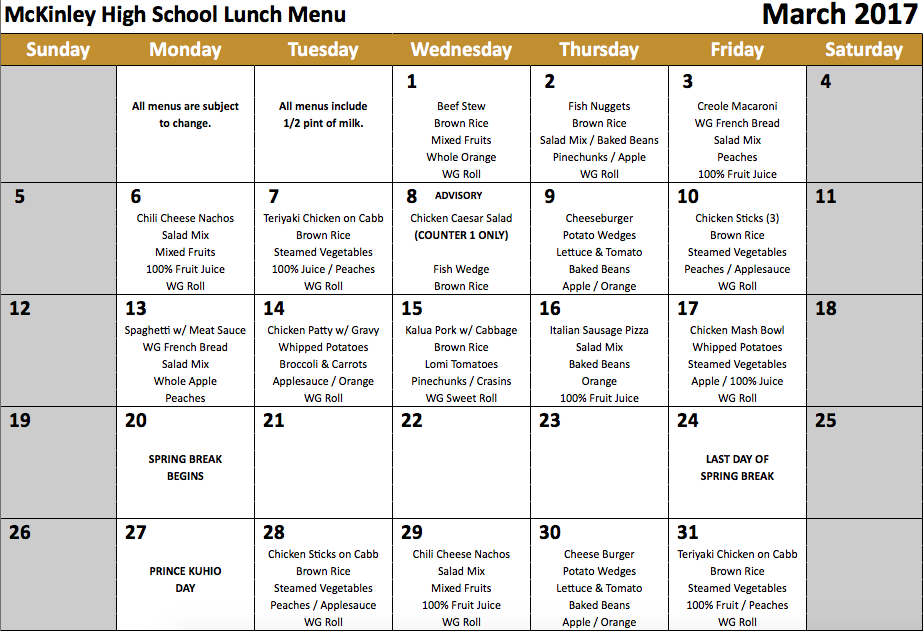 McKinley High School Lunch Menu
March 2017
Sunday Monday Tuesday Wednesday Thursday Friday Saturday
All menus are subject
to change.
All menus include
1/2 pint of milk.
1
Beef Stew
Brown Rice
Mixed Fruits
Whole Orange
WG Roll
2
Fish Nuggets
Brown Rice
Salad Mix / Baked Beans
Pinechunks / Apple
WG Roll
3
Creole Macaroni
WG French Bread
Salad Mix
Peaches
100% Fruit Juice
4
5
6
Chili Cheese Nachos
Salad Mix
Mixed Fruits
100% Fruit Juice
WG Roll
7
Teriyaki Chicken on Cabb
Brown Rice
Steamed Vegetables
100% Juice / Peaches
WG Roll
8 ADVISORY
Chicken Caesar Salad
(COUNTER 1 ONLY)
Fish Wedge
Brown Rice
9
Cheeseburger
Potato Wedges
Lettuce & Tomato
Baked Beans
Apple / Orange
10
Chicken Sticks (3)
Brown Rice
Steamed Vegetables
Peaches / Applesauce
WG Roll
11
12
13
Spaghetti w/ Meat Sauce
WG French Bread
Salad Mix
Whole Apple
Peaches
14
Chicken Patty w/ Gravy
Whipped Potatoes
Broccoli & Carrots
Applesauce / Orange
WG Roll
15
Kalua Pork w/ Cabbage
Brown Rice
Lomi Tomatoes
Pinechunks / Crasins
WG Sweet Roll
16
Italian Sausage Pizza
Salad Mix
Baked Beans
Orange
100% Fruit Juice
17
Chicken Mash Bowl
Whipped Potatoes
Steamed Vegetables
Apple / 100% Juice
WG Roll
18
19
20
SPRING BREAK
BEGINS
21
22
23
24
LAST DAY OF
SPRING BREAK
25
26
27
PRINCE KUHIO
DAY
28
Chicken Sticks on Cabb
Brown Rice
Steamed Vegetables
Peaches / Applesauce
WG Roll
29
Chili Cheese Nachos
Salad Mix
Mixed Fruits
100% Fruit Juice
WG Roll
30
Cheese Burger
Potato Wedges
Lettuce & Tomato
Baked Beans
Apple / Orange
31
Teriyaki Chicken on Cabb
Brown Rice
Steamed Vegetables
100% Fruit / Peaches
WG Roll